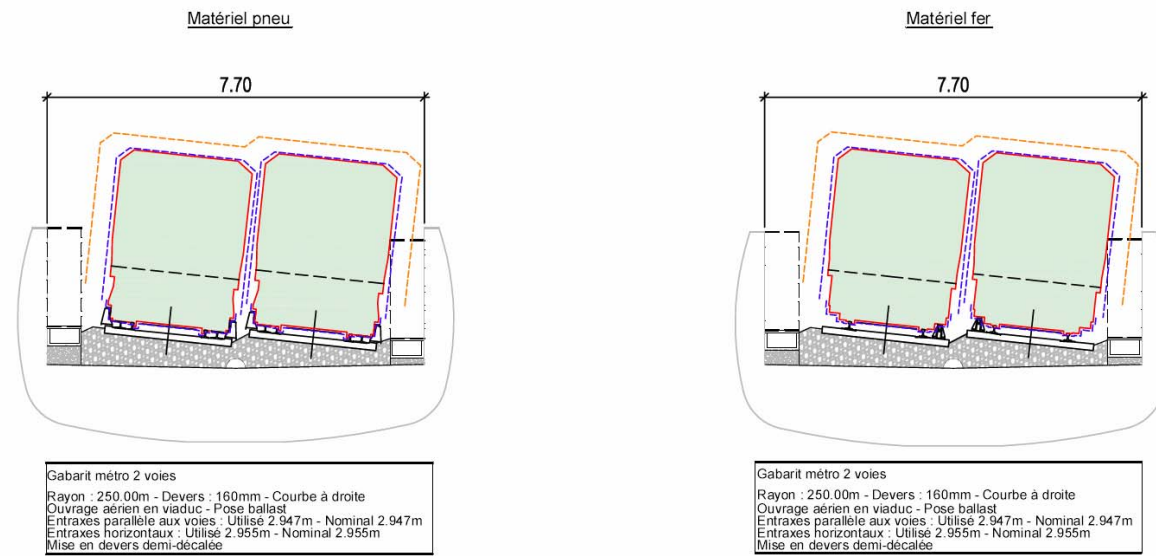 Matériel pneu
7.70
Gabarit métro 2 voies
Rayon : 250.00m - Devers : 160mm - Courbe à droite
Ouvrage aérien en viaduc - Pose ballast
Entraxes parallèle aux voies : Utilisé 2.947m - Nominal 2.947m
Entraxes horizontaux : Utilisé 2.955m - Nominal 2.955m
Mise en devers demi-décalée
Matériel fer
7.70
Gabarit métro 2 voies
Rayon : 250.00m - Devers : 160mm - Courbe à droite
Ouvrage aérien en viaduc - Pose ballast
Entraxes parallèle aux voies : Utilisé 2.947m - Nominal 2.947m
Entraxes horizontaux : Utilisé 2.955m - Nominal 2.955m
Mise en devers demi-décalée